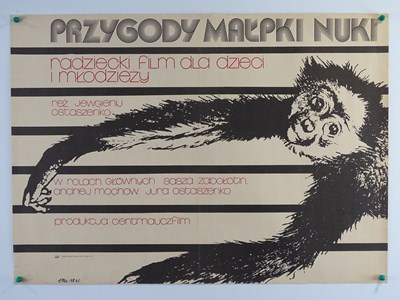 PRZYGODY MAŁPKI NUKI
radziecki film dla dzieci
i młodzieży
reż. Jewgienij
Ostaszenko
w rolach głównych: Sasza Zabołotin,
Andriej Mochow, Jura Ostaszenko
produkcja centrnauczfilm